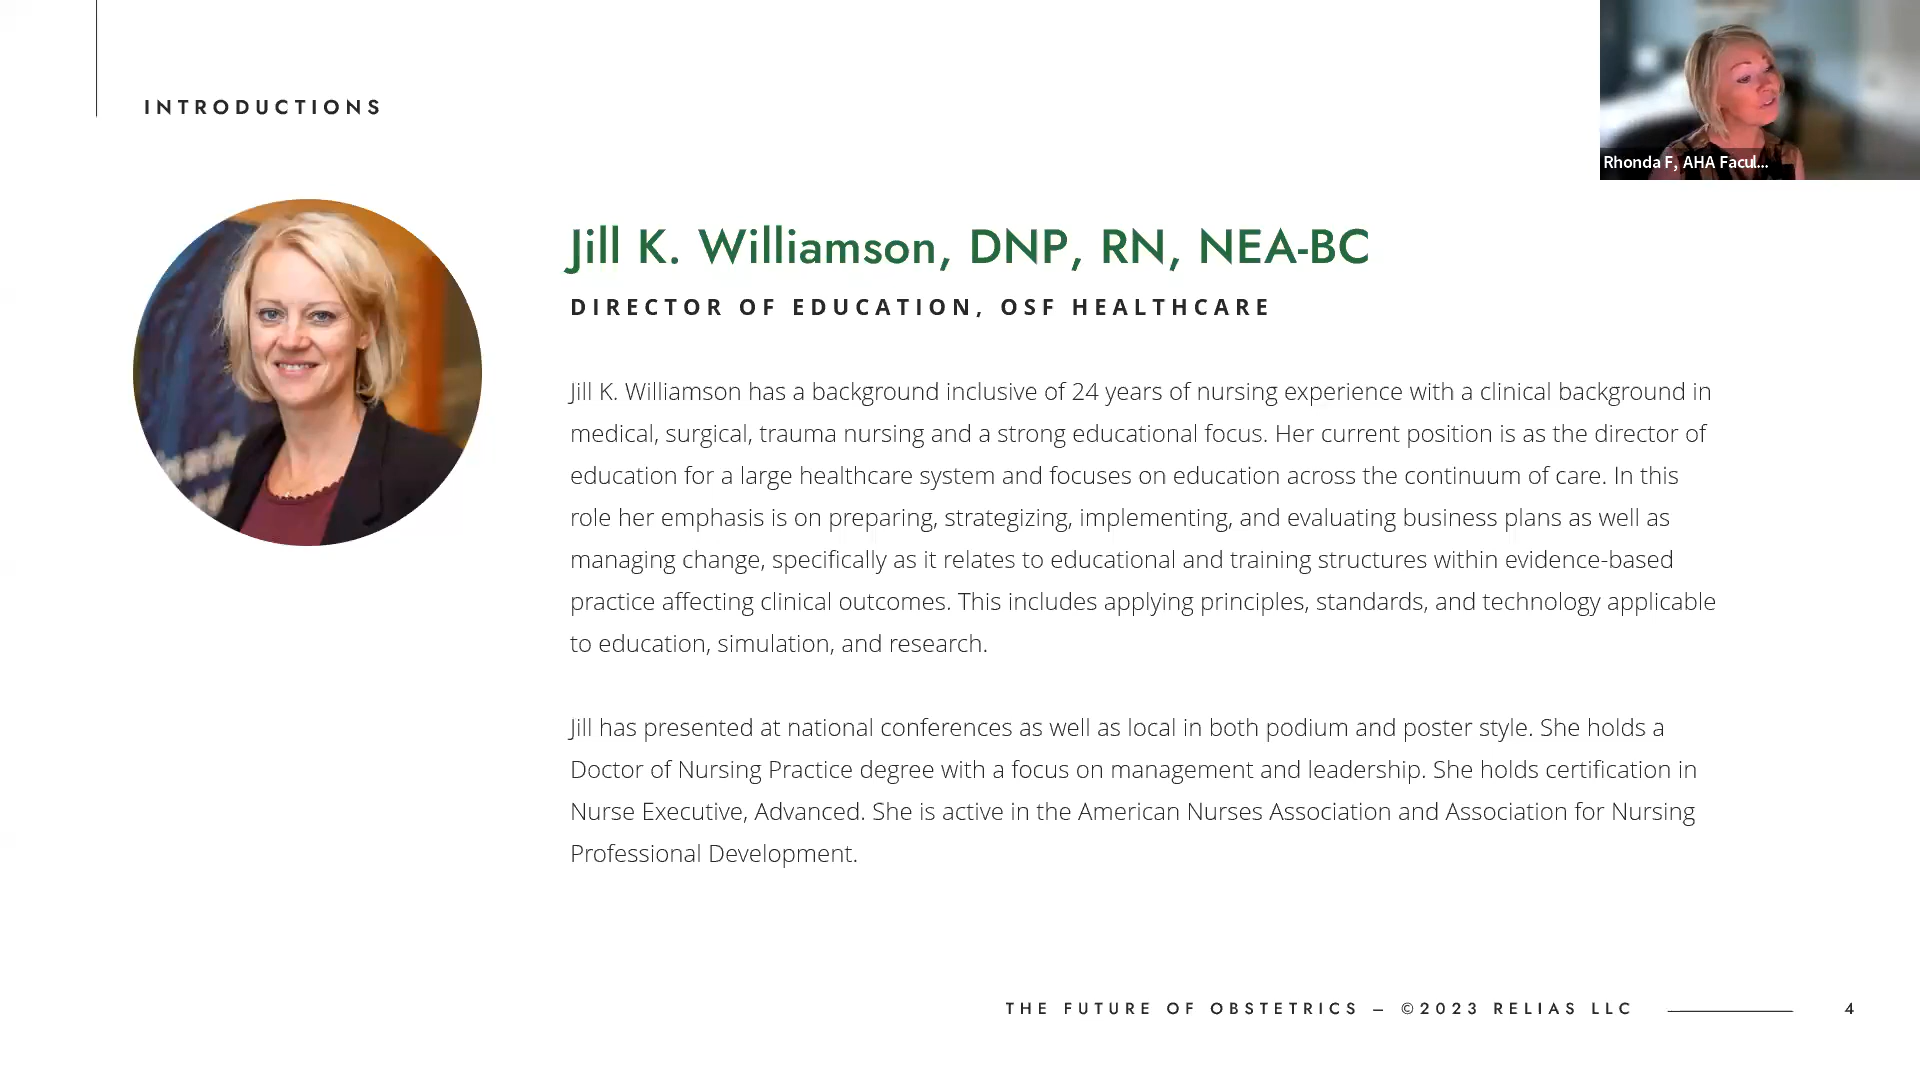 INTRODUCTIONS
Rhonda F, AHA Facul...
Jill K. Williamson, DNP, RN, NEA-BC
DIRECTOR OF EDUCATION, OSF HEALTHCARE
Jill K. Williamson has a background inclusive of 24 years of nursing experience with a clinical background in
medical, surgical, trauma nursing and a strong educational focus. Her current position is as the director of
education for a large healthcare system and focuses on education across the continuum of care. In this
role her emphasis is on preparing, strategizing, implementing, and evaluating business plans as well as
managing change, specifically as it relates to educational and training structures within evidence-based
practice affecting clinical outcomes. This includes applying principles, standards, and technology applicable
to education, simulation, and research.
Jill has presented at national conferences as well as local in both podium and poster style. She holds a
Doctor of Nursing Practice degree with a focus on management and leadership. She holds certification in
Nurse Executive, Advanced. She is active in the American Nurses Association and Association for Nursing
Professional Development.
THE FUTURE OF OBSTETRICS – ©2023 RELIAS LLC
4